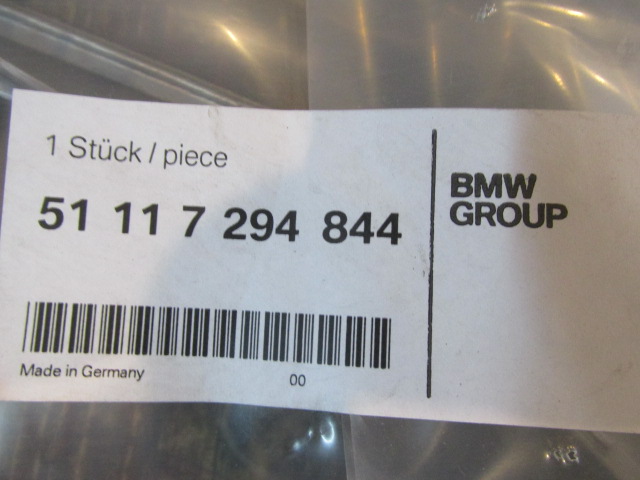 1 Stück / piece
51 11 7 294 844
BMW
GROUP
Made in Germany
00